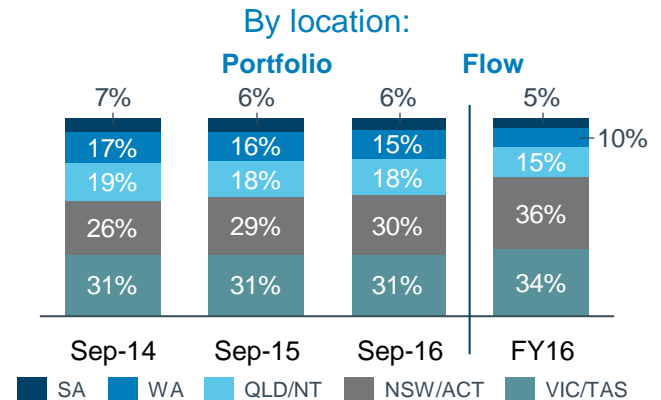 By location:
Portfolio Flow
7% 6% 6% 5%
17% 16% 15% 10%
19% 18% 18% 15%
26% 29% 30% 36%
31% 31% 31% 34%
Sep-14 Sep-15 Sep-16 FY16
SA WA QLD/NT NSW/ACT VIC/TAS